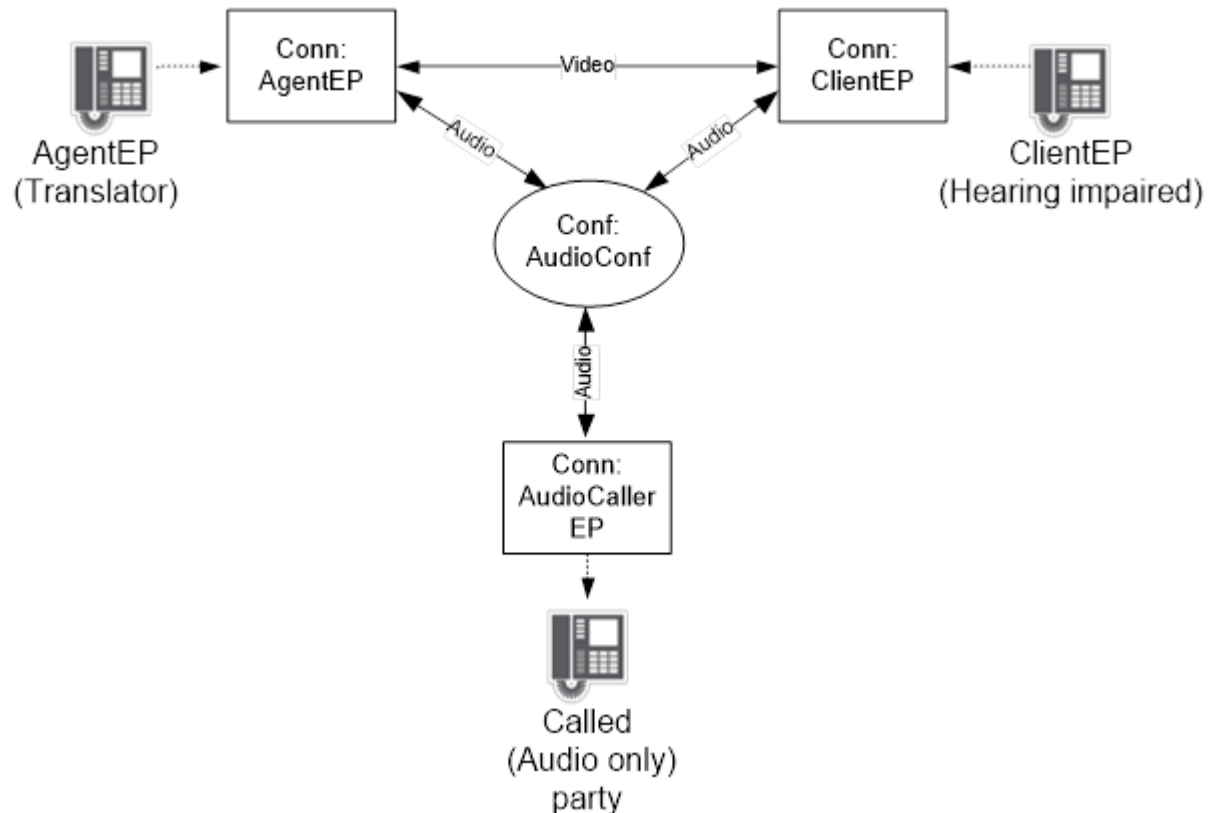 Conn:
AgentEP
Video
Conn:
ClientEP
AgentEP
(Translator)
Audio
Audio
ClientEP
(Hearing impaired)
Conf:
AudioConf
Audio
Conn:
AudioCaller
EP
Called
(Audio only)
party